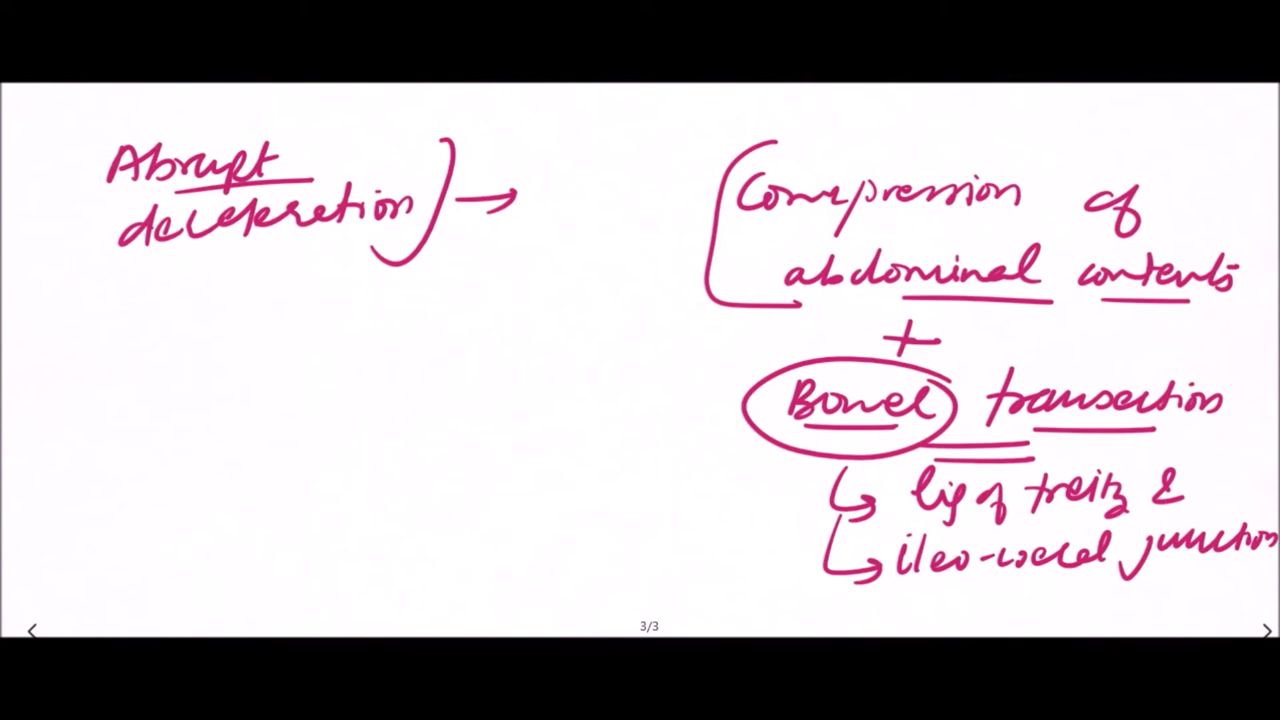 Abrupt
deceleration →
Compression of
abdominal contents
+
Bowel transection
↳ lig of treitz &
↳ ileo-cecal junction
3/3